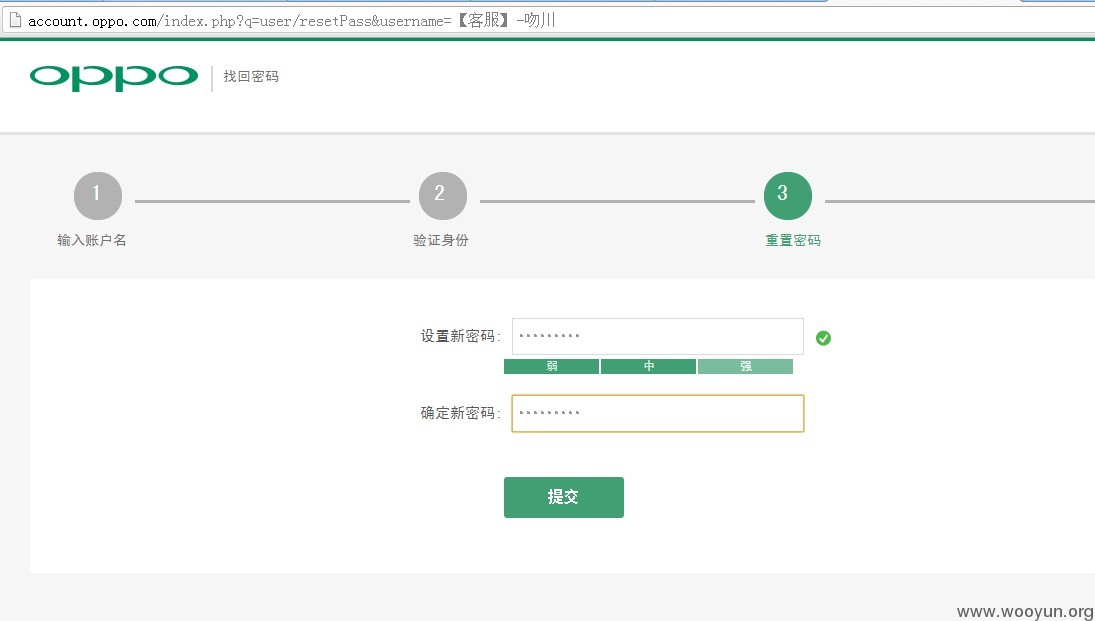 account.oppo.com/index.php?q=user/resetPass&username=【客服】-吻川
oppo 找回密码
1 2 3
输入账户名 验证身份 重置密码
设置新密码:
弱 中 强
确定新密码:
提交
www.wooyun.org